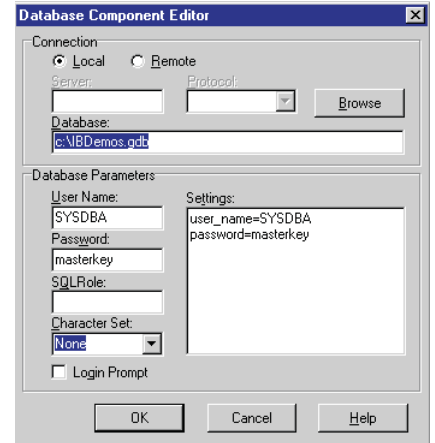 Database Component Editor
Connection
Local Remote
Server: Protocol:
Browse
Database:
c:\IBDemos.gdb
Database Parameters
User Name: Settings:
SYSDBA
user_name=SYSDBA
password=masterkey
Password:
masterkey
SQLRole:
Character Set:
None
Login Prompt
OK Cancel Help